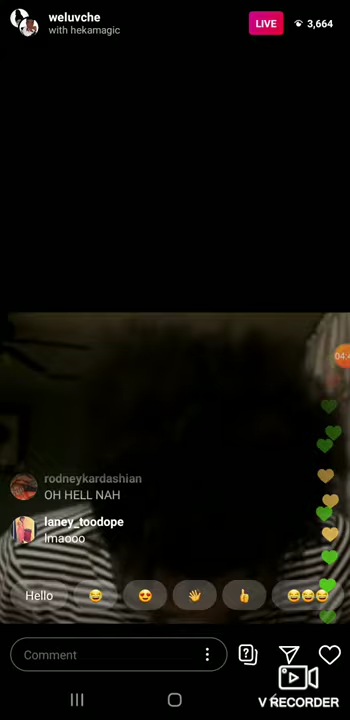 weluvche
with hekamagic
LIVE
3,664
rodneykardashian
OH HELL NAH
laney_toodope
lmaooo
Hello
Comment
V RECORDER